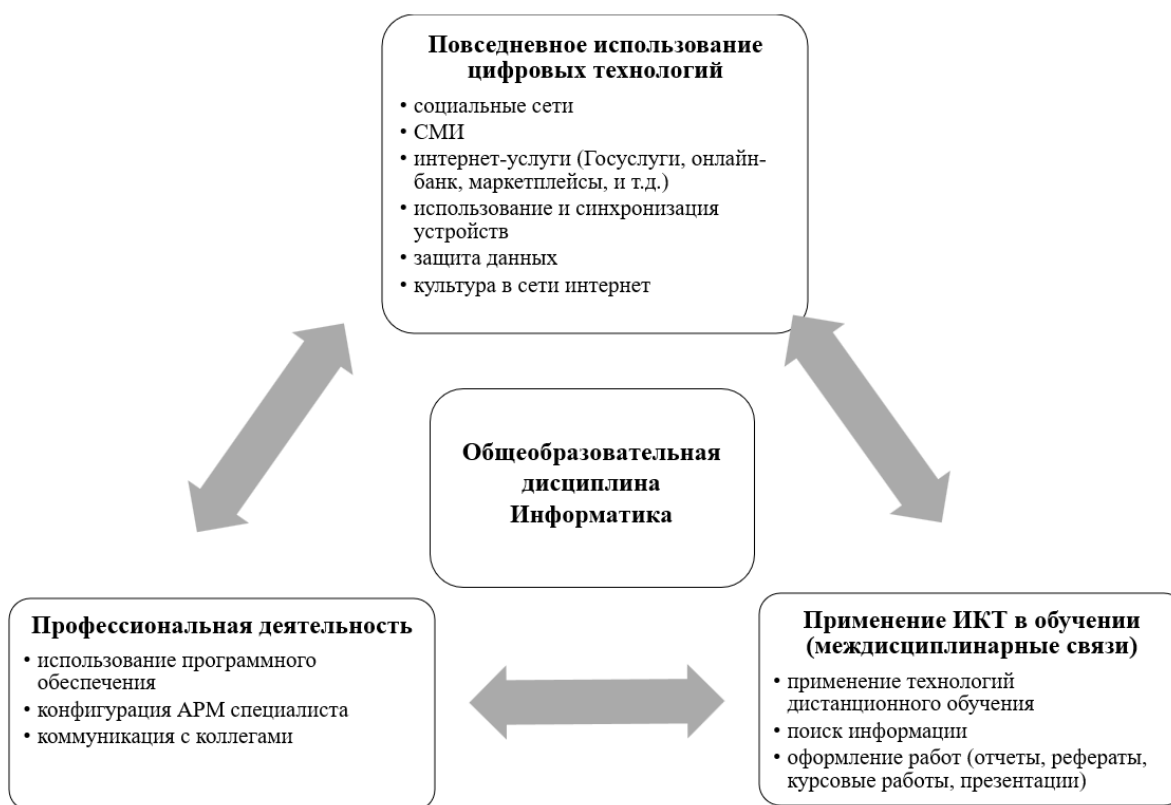 Повседневное использование
цифровых технологий
• социальные сети
• СМИ
• интернет-услуги (Госуслуги, онлайн-
банк, маркетплейсы, и т.д.)
• использование и синхронизация
устройств
• защита данных
• культура в сети интернет
Общеобразовательная
дисциплина
Информатика
Профессиональная деятельность
• использование программного
обеспечения
• конфигурация АРМ специалиста
• коммуникация с коллегами
Применение ИКТ в обучении
(междисциплинарные связи)
• применение технологий
дистанционного обучения
• поиск информации
• оформление работ (отчеты, рефераты,
курсовые работы, презентации)